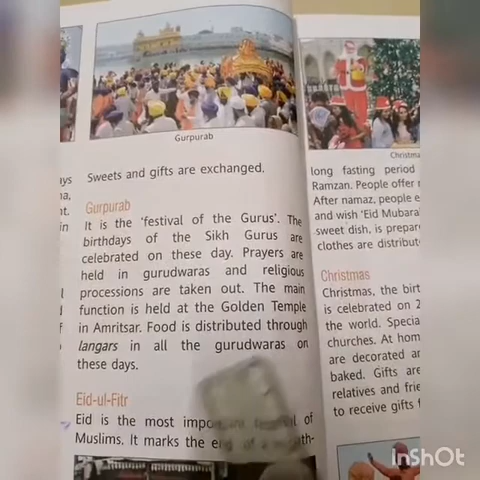 Gurpurab
Sweets and gifts are exchanged.
Gurpurab
It is the 'festival of the Gurus'. The
birthdays of the Sikh Gurus are
celebrated on these day. Prayers are
held in gurudwaras and religious
processions are taken out. The main
function is held at the Golden Temple
in Amritsar. Food is distributed through
langars in all the gurudwaras on
these days.
Eid-ul-Fitr
Eid is the most important of
Muslims. It marks the end of a
Christma
long fasting period
Ramzan. People offer
After namaz, people e
and wish 'Eid Mubara
sweet dish, is prepar
clothes are distribut
Christmas
Christmas, the birt
is celebrated on 2
the world. Specia
churches. At hom
are decorated ar
baked. Gifts are
relatives and frie
to receive gifts
InShOt